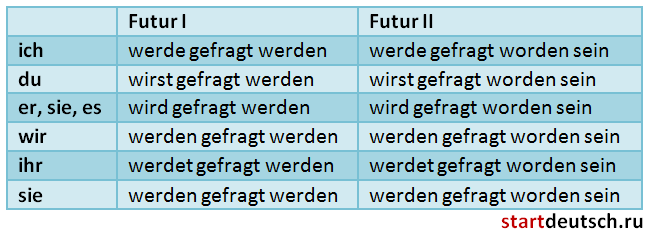 Futur I Futur II
ich werde gefragt werden werde gefragt worden sein
du wirst gefragt werden wirst gefragt worden sein
er, sie, es wird gefragt werden wird gefragt worden sein
wir werden gefragt werden werden gefragt worden sein
ihr werdet gefragt werden werdet gefragt worden sein
sie werden gefragt werden werden gefragt worden sein
startdeutsch.ru